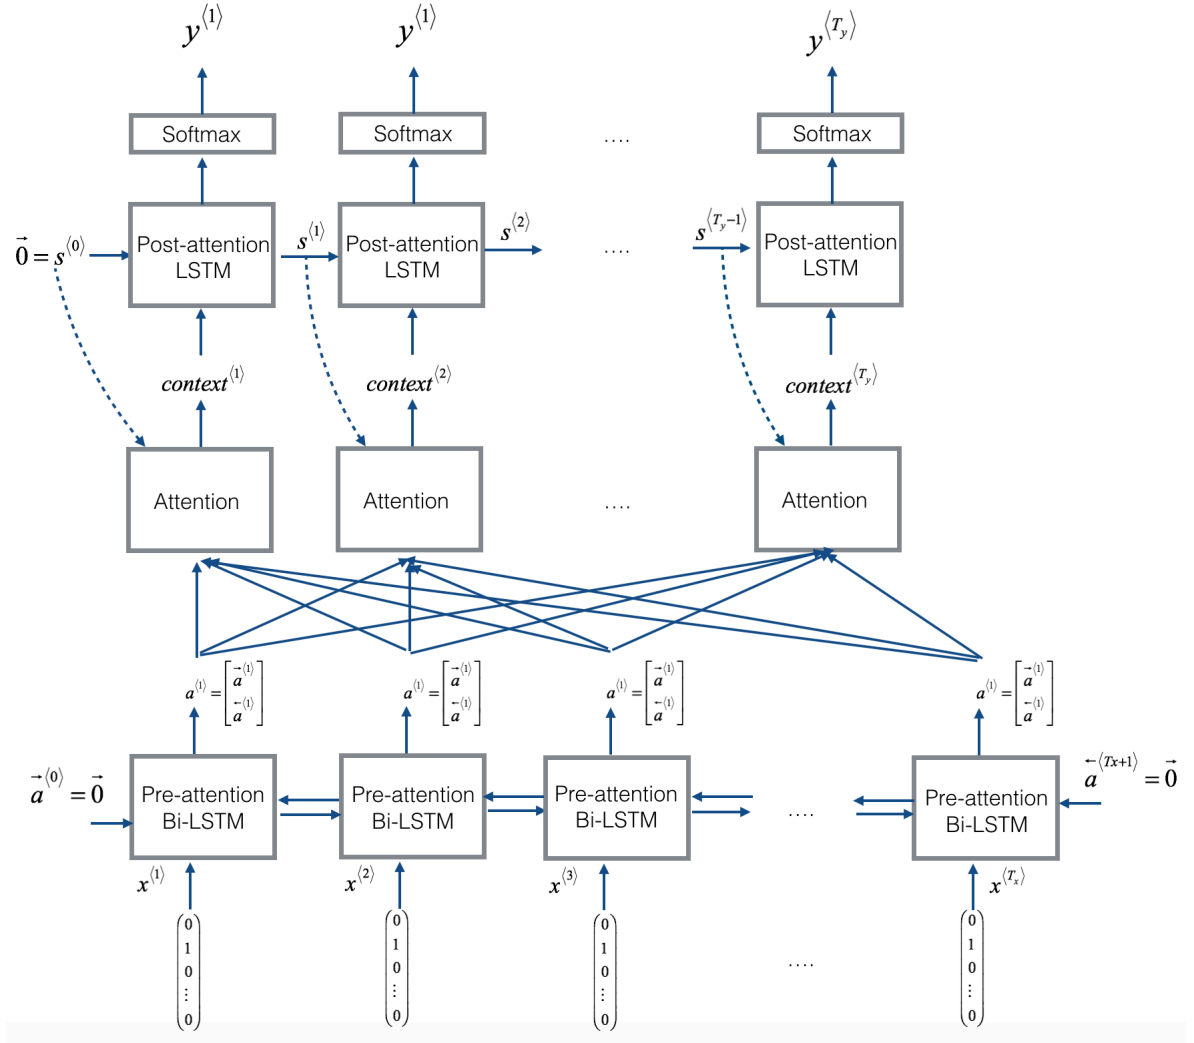 y⟨1⟩ y⟨1⟩ y⟨T_y⟩
Softmax Softmax .... Softmax
0⃗ = s⟨0⟩ Post-attention LSTM s⟨1⟩ Post-attention LSTM s⟨2⟩ .... s⟨T_y−1⟩ Post-attention LSTM
context⟨1⟩ context⟨2⟩ context⟨T_y⟩
Attention Attention .... Attention
a⟨1⟩ = [a⃗⟨1⟩ a⃖⟨1⟩] a⟨1⟩ = [a⃗⟨1⟩ a⃖⟨1⟩] a⟨1⟩ = [a⃗⟨1⟩ a⃖⟨1⟩] a⟨1⟩ = [a⃗⟨1⟩ a⃖⟨1⟩]
a⃗⟨0⟩ = 0⃗ Pre-attention Bi-LSTM Pre-attention Bi-LSTM Pre-attention Bi-LSTM .... Pre-attention Bi-LSTM a⃖⟨Tx+1⟩ = 0⃗
x⟨1⟩ x⟨2⟩ x⟨3⟩ x⟨T_x⟩
0 0 0 0
1 1 1 1
0 0 0 .... 0
⋮ ⋮ ⋮ ⋮
0 0 0 0